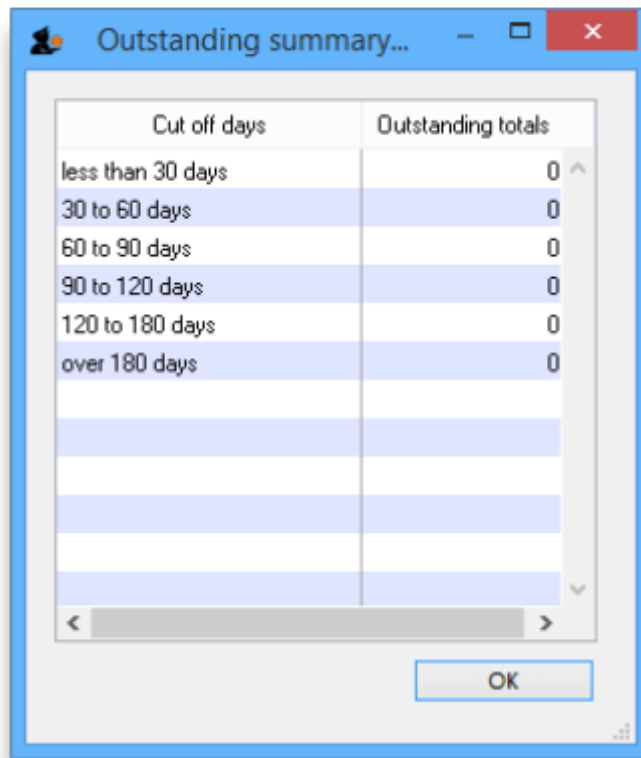 Outstanding summary...
Cut off days Outstanding totals
less than 30 days 0
30 to 60 days 0
60 to 90 days 0
90 to 120 days 0
120 to 180 days 0
over 180 days 0
OK